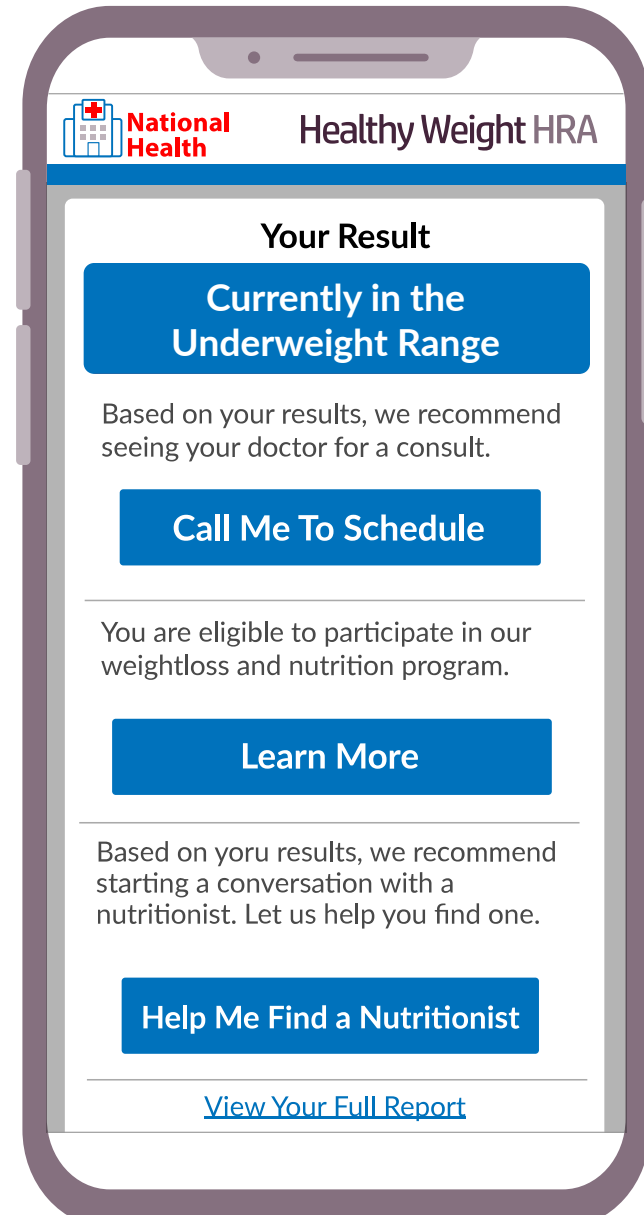 National
Health
Healthy Weight HRA
Your Result
Currently in the
Underweight Range
Based on your results, we recommend
seeing your doctor for a consult.
Call Me To Schedule
You are eligible to participate in our
weightloss and nutrition program.
Learn More
Based on yoru results, we recommend
starting a conversation with a
nutritionist. Let us help you find one.
Help Me Find a Nutritionist
View Your Full Report